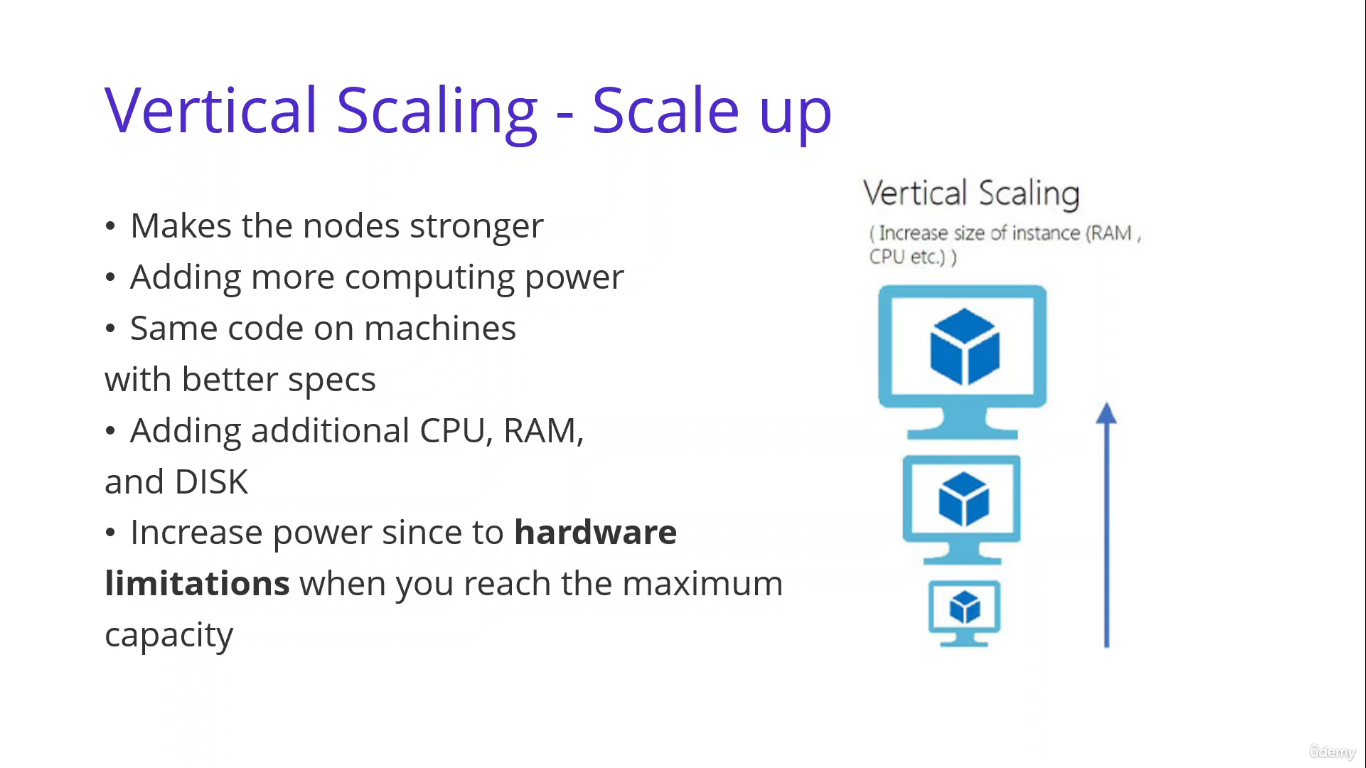 Vertical Scaling - Scale up
• Makes the nodes stronger
• Adding more computing power
• Same code on machines
with better specs
• Adding additional CPU, RAM,
and DISK
• Increase power since to hardware
limitations when you reach the maximum
capacity
Vertical Scaling
( Increase size of instance (RAM ,
CPU etc.) )
ûdemy